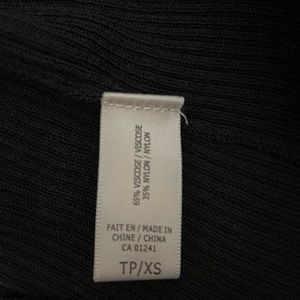 65% VISCOSE / VISCOSE
35% NYLON / NYLON
FAIT EN / MADE IN
CHINE / CHINA
CA 01241
TP/XS